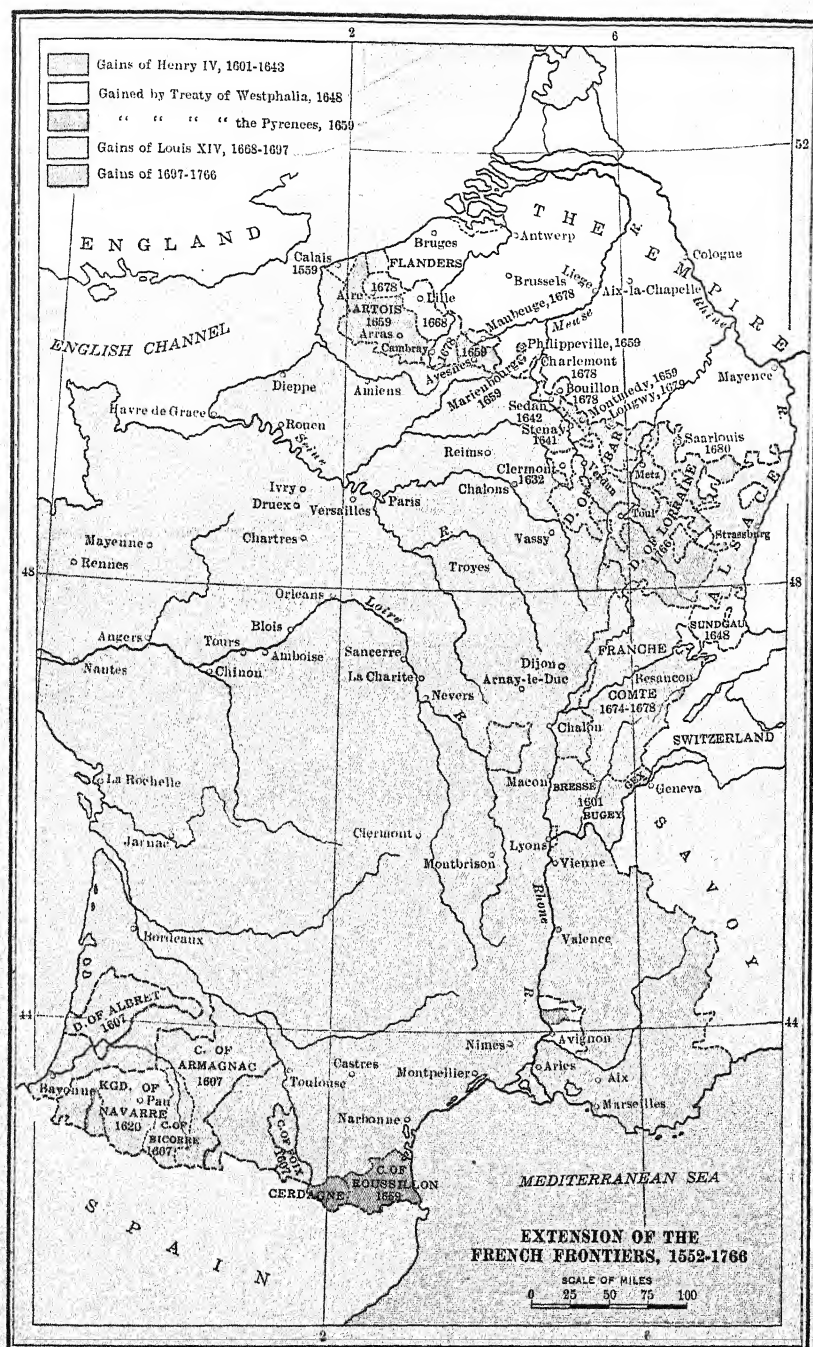 2
6
Gains of Henry IV, 1601-1643
Gained by Treaty of Westphalia, 1648
" " " " the Pyrenees, 1659
Gains of Louis XIV, 1668-1697
Gains of 1697-1766
52
52
ENGLAND
THE EMPIRE
Bruges
Antwerp
R.
Cologne
Calais
1559
FLANDERS
Brussels
Liege
Aix-la-Chapelle
Rhine
Aire
1678
Lille
ARTOIS
1659
1668
Maubeuge, 1678
Meuse
ENGLISH CHANNEL
Arras
Cambray
1678
1659
Avesnes
Philippeville, 1659
Charlemont
1678
Marienbourg
1659
Bouillon
1678
Montmedy, 1659
Longwy, 1679
Mayence
R.
Dieppe
Amiens
Havre de Grace
Rouen
Sedan
1642
Stenay
1641
Saarlouis
1680
Seine
Reims
Clermont
1632
Verdun
D. OF BAR
Metz
Ivry
Druex
Versailles
Paris
Chalons
Toul
D. OF LORRAINE
1766
Strassburg
ALSACE
Mayenne
Rennes
Chartres
R.
Vassy
Troyes
48
48
Orleans
Loire
SUNDGAU
1648
Angers
Blois
Tours
Amboise
Sancerre
FRANCHE
Nantes
Chinon
La Charite
Dijon
Arnay-le-Duc
Besancon
COMTE
1674-1678
Nevers
R.
Chalon
SWITZERLAND
La Rochelle
Macon
BRESSE
1601
BUGEY
GEX
Geneva
Jarnac
Clermont
Lyons
Vienne
SAVOY
Montbrison
Rhone
Bordeaux
Valence
R.
44
44
D. OF ALBRET
1607
Avignon
Nimes
C. OF
ARMAGNAC
1607
Toulouse
Castres
Montpellier
Arles
Aix
Bayonne
KGD. OF
Pau
NAVARRE
1620
C. OF
BIGORRE
1607
Narbonne
Marseilles
C. OF FOIX
1607
C. OF
ROUSSILLON
1659
CERDAGNE
MEDITERRANEAN SEA
SPAIN
EXTENSION OF THE
FRENCH FRONTIERS, 1552-1766
SCALE OF MILES
0 25 50 75 100
2
6